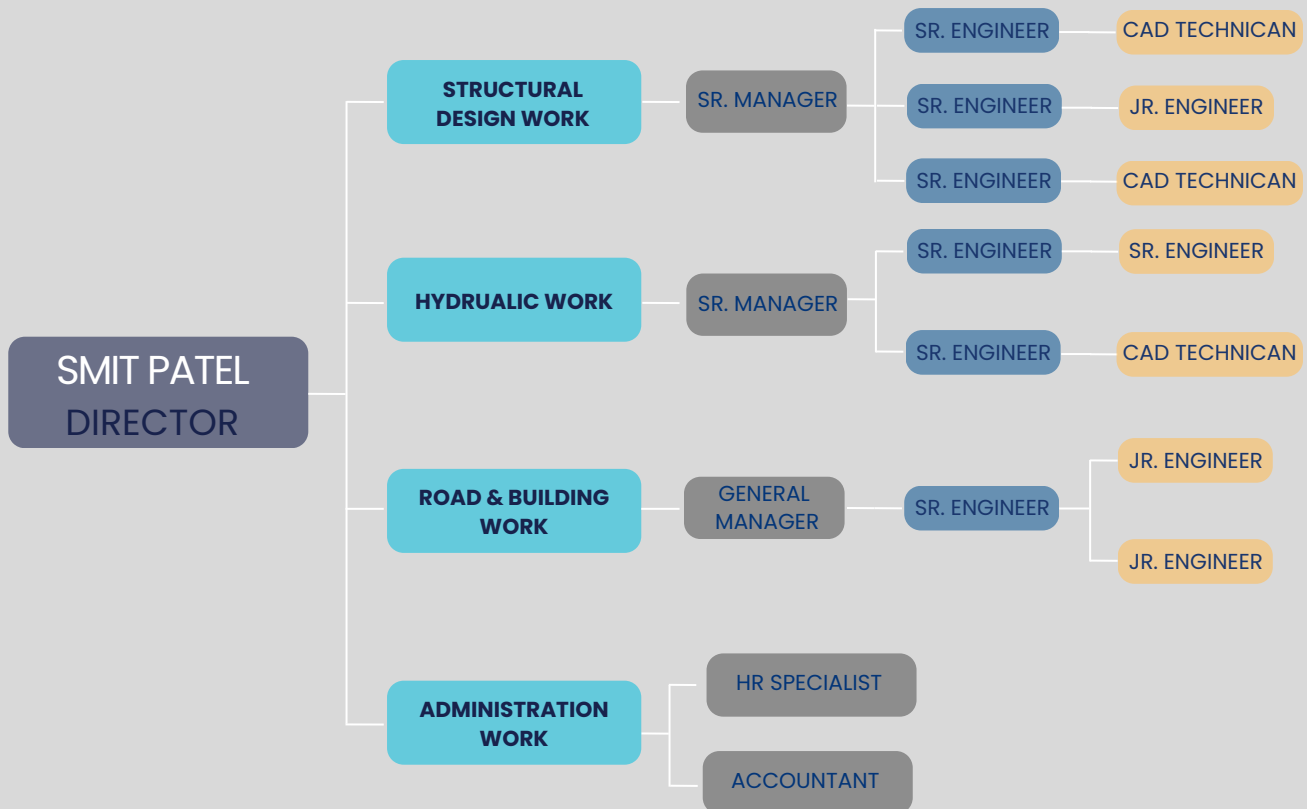 SMIT PATEL
DIRECTOR
STRUCTURAL
DESIGN WORK
SR. MANAGER
SR. ENGINEER
CAD TECHNICAN
SR. ENGINEER
JR. ENGINEER
SR. ENGINEER
CAD TECHNICAN
HYDRUALIC WORK
SR. MANAGER
SR. ENGINEER
SR. ENGINEER
SR. ENGINEER
CAD TECHNICAN
ROAD & BUILDING
WORK
GENERAL
MANAGER
SR. ENGINEER
JR. ENGINEER
JR. ENGINEER
ADMINISTRATION
WORK
HR SPECIALIST
ACCOUNTANT